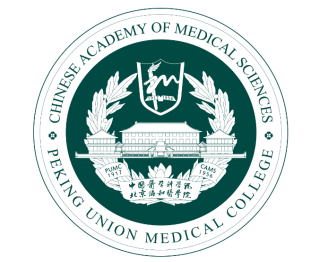 CHINESE ACADEMY OF MEDICAL SCIENCES
PUMC
1917
CAMS
1956
中国医学科学院
北京协和医学院
PEKING UNION MEDICAL COLLEGE